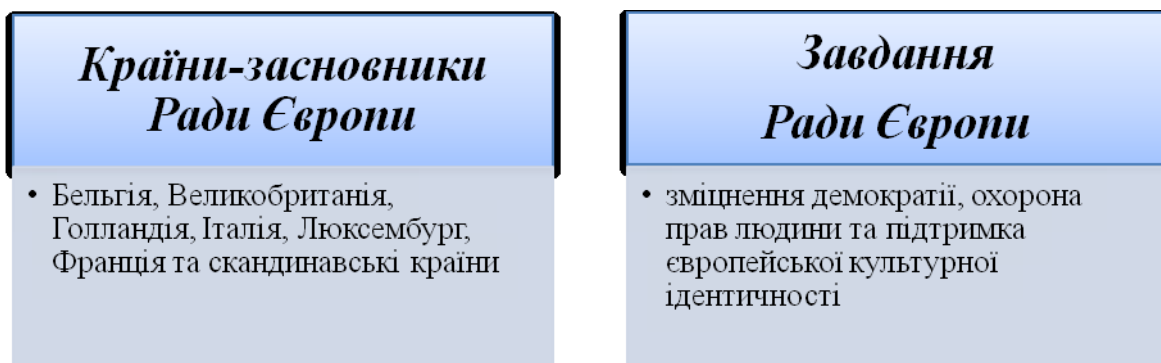 Країни-засновники
Ради Європи
• Бельгія, Великобританія,
Голландія, Італія, Люксембург,
Франція та скандинавські країни
Завдання
Ради Європи
• зміцнення демократії, охорона
прав людини та підтримка
європейської культурної
ідентичності